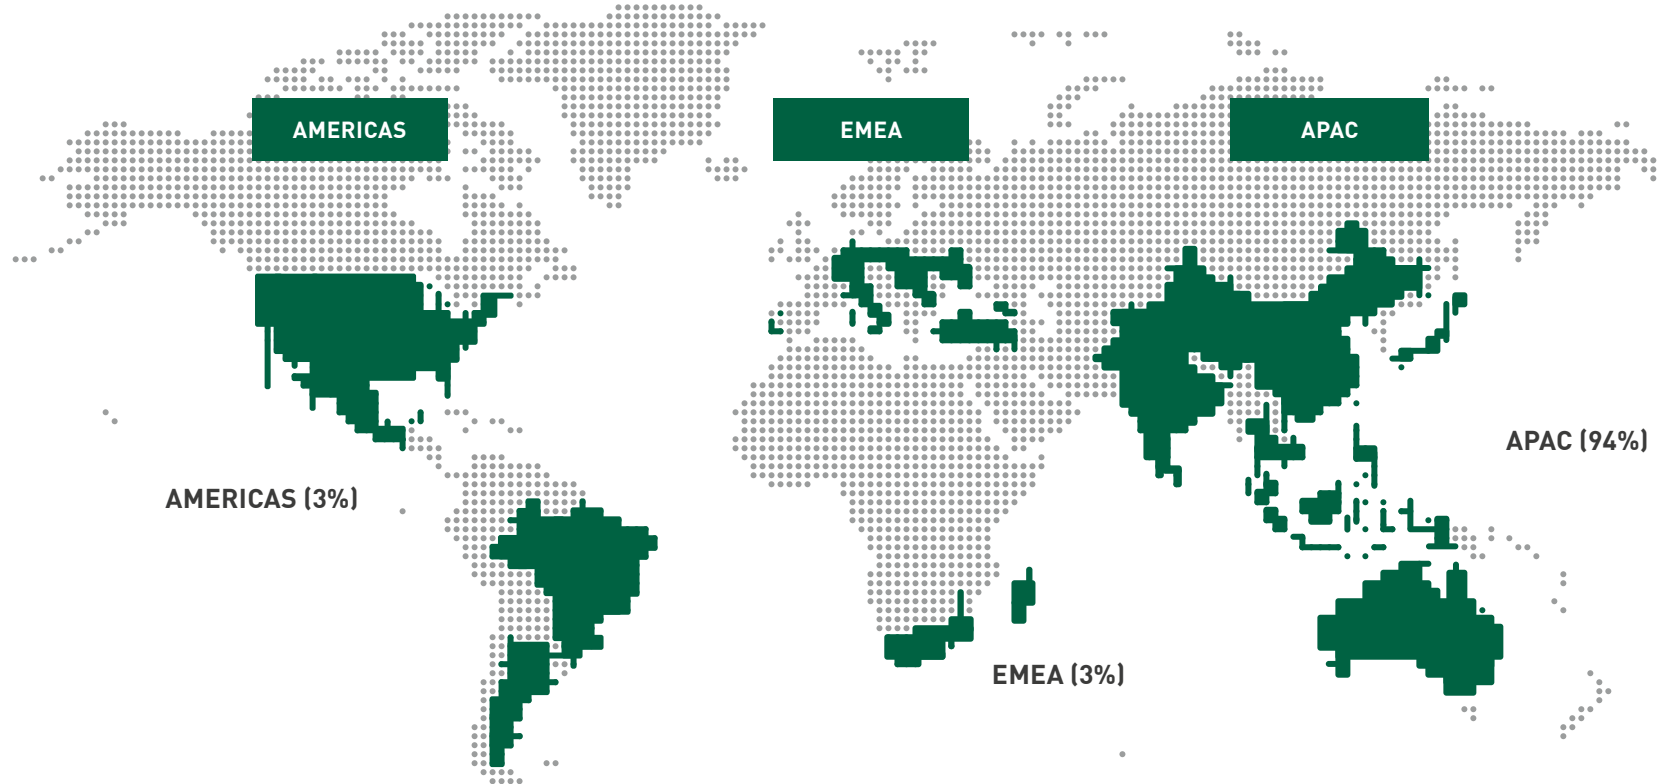 AMERICAS
EMEA
APAC
APAC (94%)
AMERICAS (3%)
EMEA (3%)